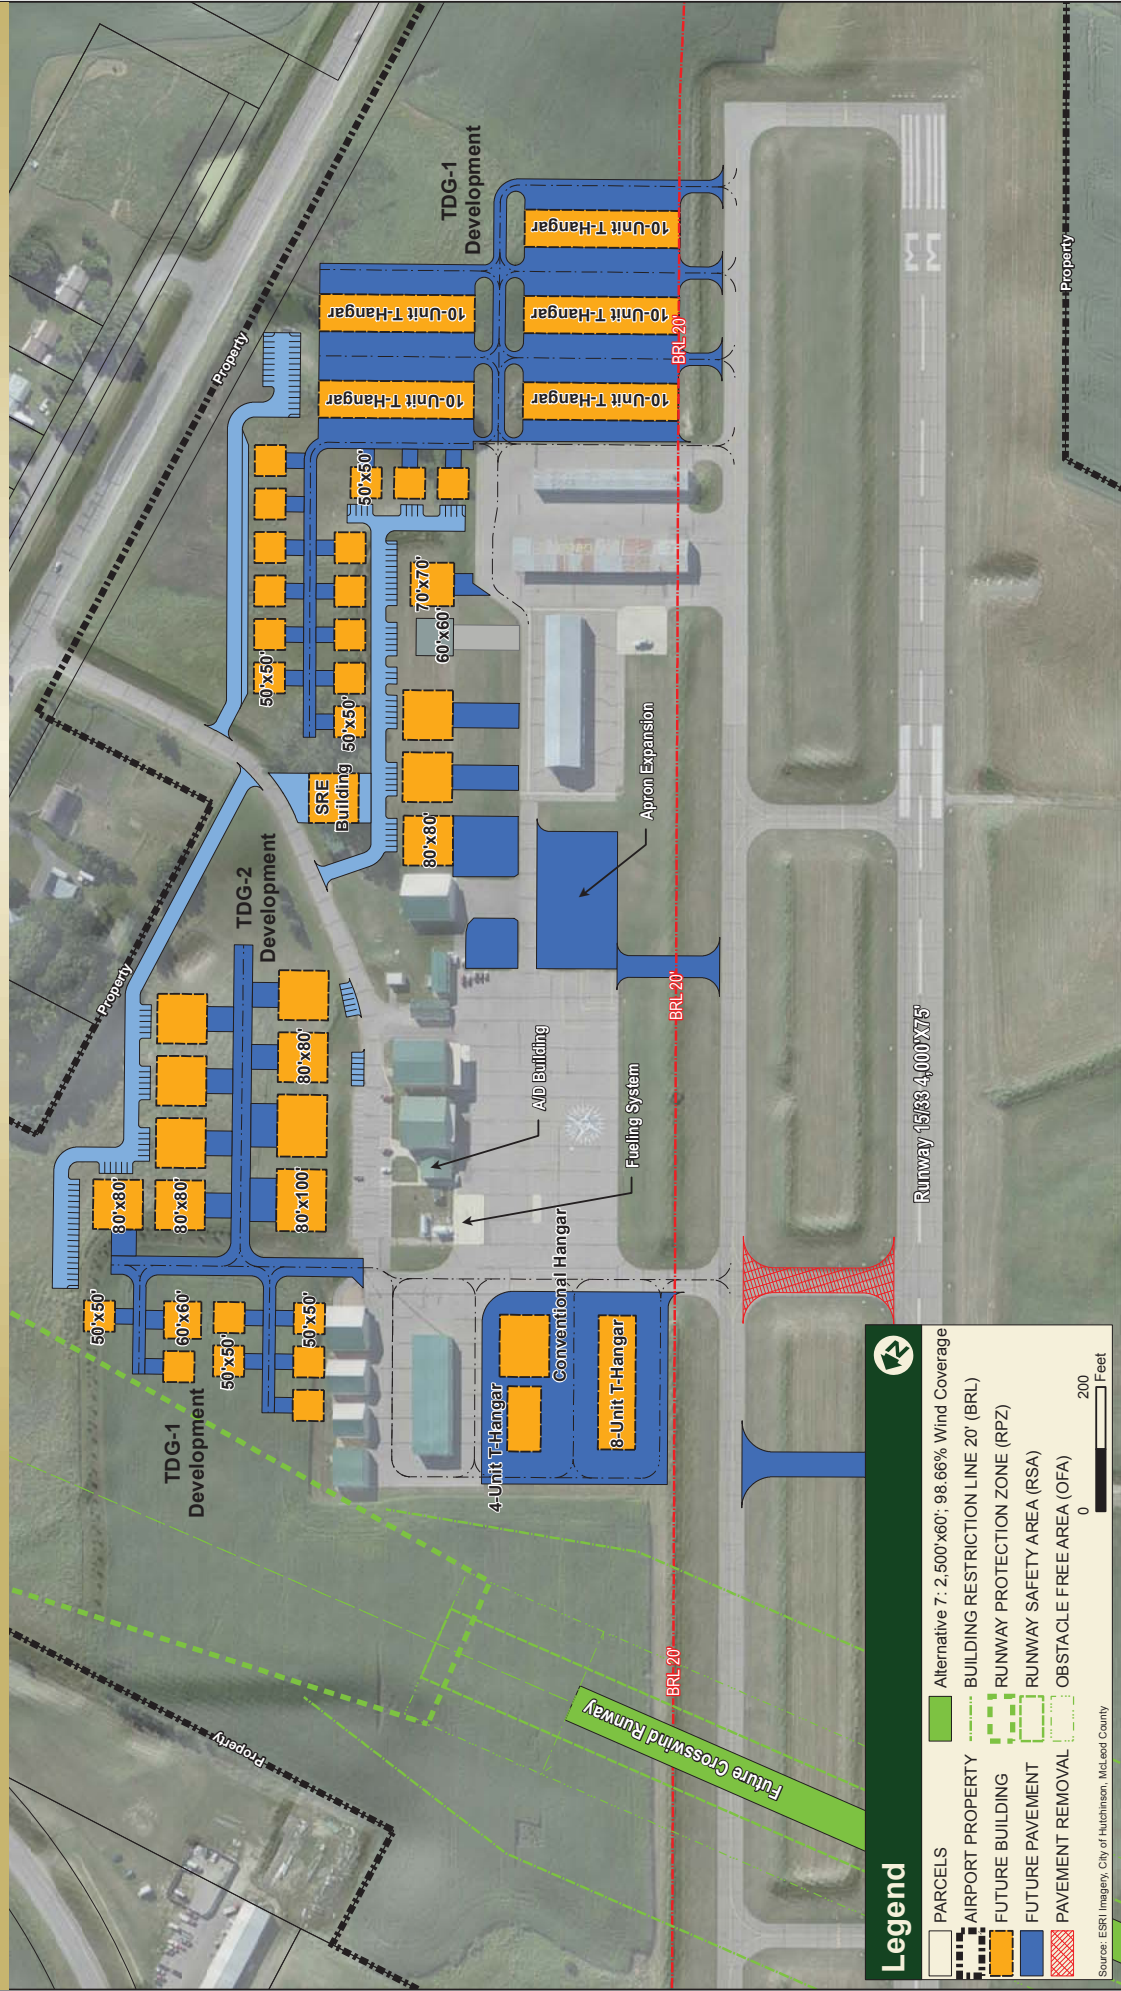 Property
TDG-1
Development
10-Unit T-Hangar
10-Unit T-Hangar
10-Unit T-Hangar
10-Unit T-Hangar
10-Unit T-Hangar
BRL 20'
33
Property
50'x50'
50'x50'
50'x50'
70'x70'
60'x60'
SRE
Building
80'x80'
Apron Expansion
TDG-2
Development
Property
80'x80'
80'x80'
80'x80'
80'x100'
BRL 20'
A/D Building
Fueling System
Runway 15/33 4,000'X75'
50'x50'
60'x60'
50'x50'
50'x50'
TDG-1
Development
Conventional Hangar
4-Unit T-Hangar
8-Unit T-Hangar
BRL 20'
Future Crosswind Runway
Property
Legend
PARCELS
AIRPORT PROPERTY
FUTURE BUILDING
FUTURE PAVEMENT
PAVEMENT REMOVAL
Alternative 7: 2,500'x60'; 98.66% Wind Coverage
BUILDING RESTRICTION LINE 20' (BRL)
RUNWAY PROTECTION ZONE (RPZ)
RUNWAY SAFETY AREA (RSA)
OBSTACLE FREE AREA (OFA)
N
0 200
Feet
Source: ESRI Imagery, City of Hutchinson, McLeod County